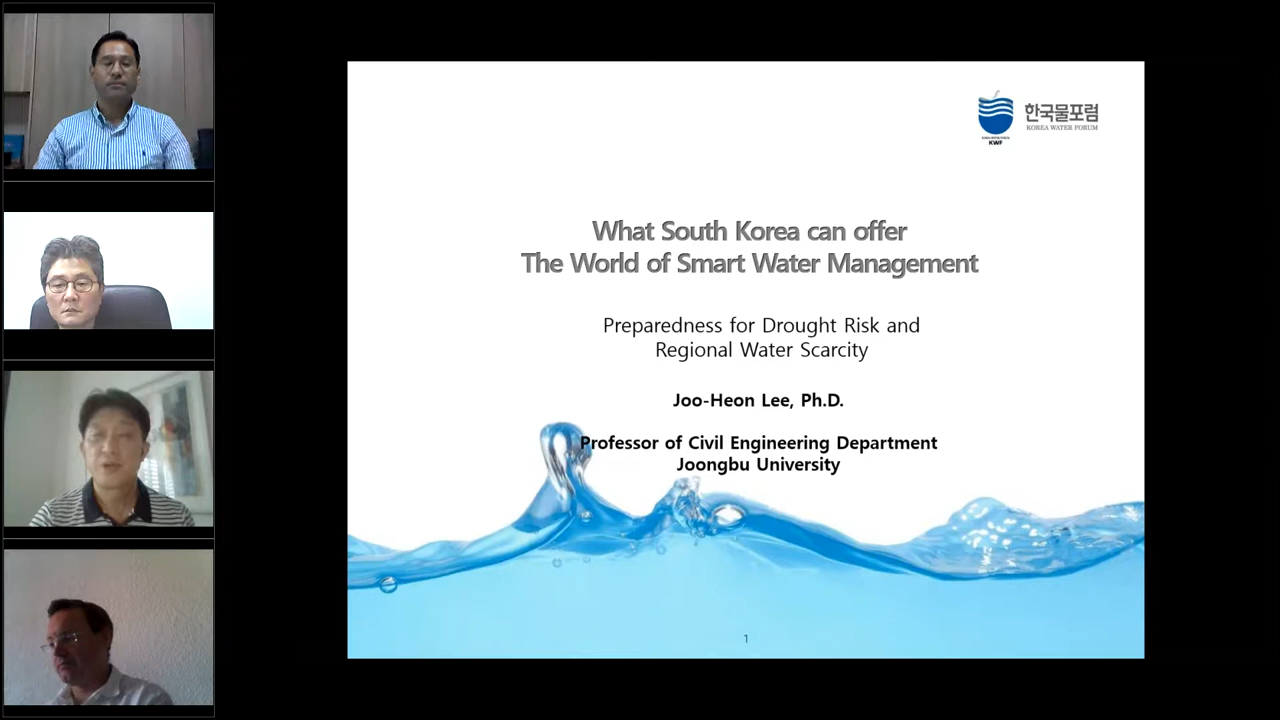 한국물포럼
KOREA WATER FORUM
KWF
What South Korea can offer
The World of Smart Water Management
Preparedness for Drought Risk and
Regional Water Scarcity
Joo-Heon Lee, Ph.D.
Professor of Civil Engineering Department
Joongbu University
1